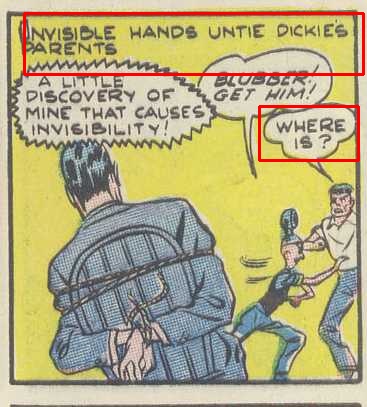 INVISIBLE HANDS UNTIE DICKIE'S
PARENTS
A LITTLE
DISCOVERY OF
MINE THAT CAUSES
INVISIBILITY!
BLUBBER!
GET HIM!
WHERE
IS?